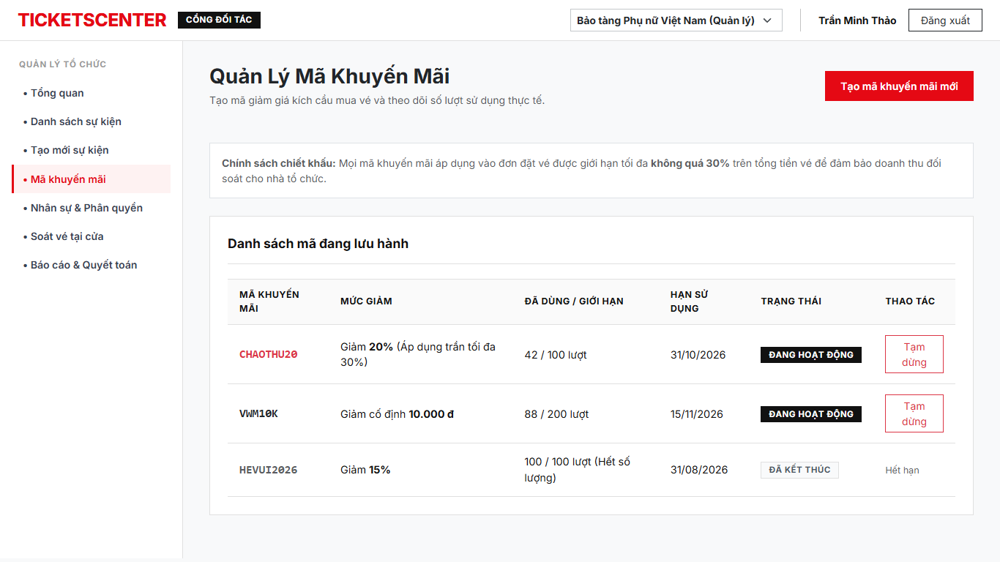 TICKETSCENTER
CỔNG ĐỐI TÁC
Bảo tàng Phụ nữ Việt Nam (Quản lý)
Trần Minh Thảo
Đăng xuất
QUẢN LÝ TỔ CHỨC
• Tổng quan
• Danh sách sự kiện
• Tạo mới sự kiện
• Mã khuyến mãi
• Nhân sự & Phân quyền
• Soát vé tại cửa
• Báo cáo & Quyết toán
Quản Lý Mã Khuyến Mãi
Tạo mã giảm giá kích cầu mua vé và theo dõi số lượt sử dụng thực tế.
Tạo mã khuyến mãi mới
Chính sách chiết khấu: Mọi mã khuyến mãi áp dụng vào đơn đặt vé được giới hạn tối đa không quá 30% trên tổng tiền vé để đảm bảo doanh thu đối
soát cho nhà tổ chức.
Danh sách mã đang lưu hành
MÃ KHUYẾN
MÃI
MỨC GIẢM
ĐÃ DÙNG / GIỚI HẠN
HẠN SỬ
DỤNG
TRẠNG THÁI
THAO TÁC
CHAOTHU20
Giảm 20% (Áp dụng trần tối đa
30%)
42 / 100 lượt
31/10/2026
ĐANG HOẠT ĐỘNG
Tạm
dừng
VWM10K
Giảm cố định 10.000 đ
88 / 200 lượt
15/11/2026
ĐANG HOẠT ĐỘNG
Tạm
dừng
HEVUI2026
Giảm 15%
100 / 100 lượt (Hết số
lượng)
31/08/2026
ĐÃ KẾT THÚC
Hết hạn